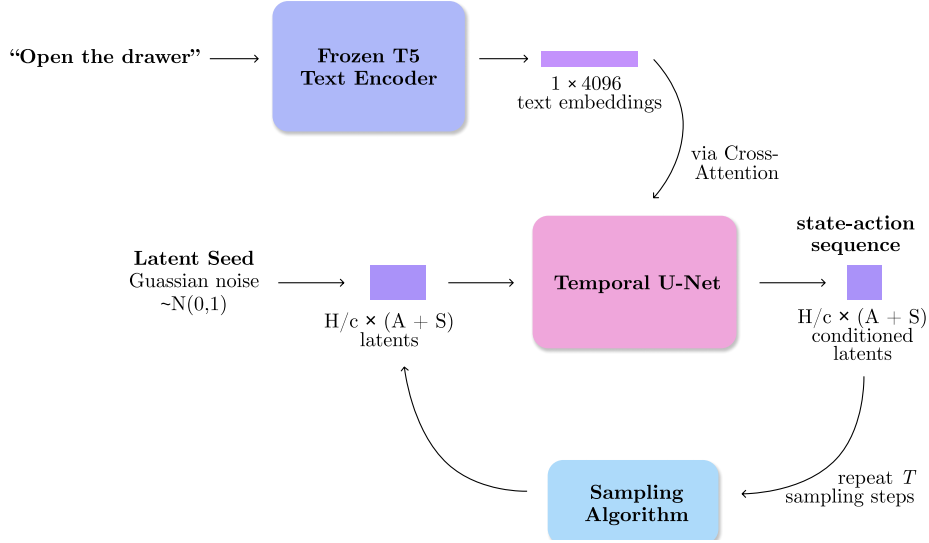 “Open the drawer”
Frozen T5
Text Encoder
1 × 4096
text embeddings
via Cross-
Attention
Latent Seed
Guassian noise
~N(0,1)
H/c × (A + S)
latents
Temporal U-Net
state-action
sequence
H/c × (A + S)
conditioned
latents
Sampling
Algorithm
repeat T
sampling steps